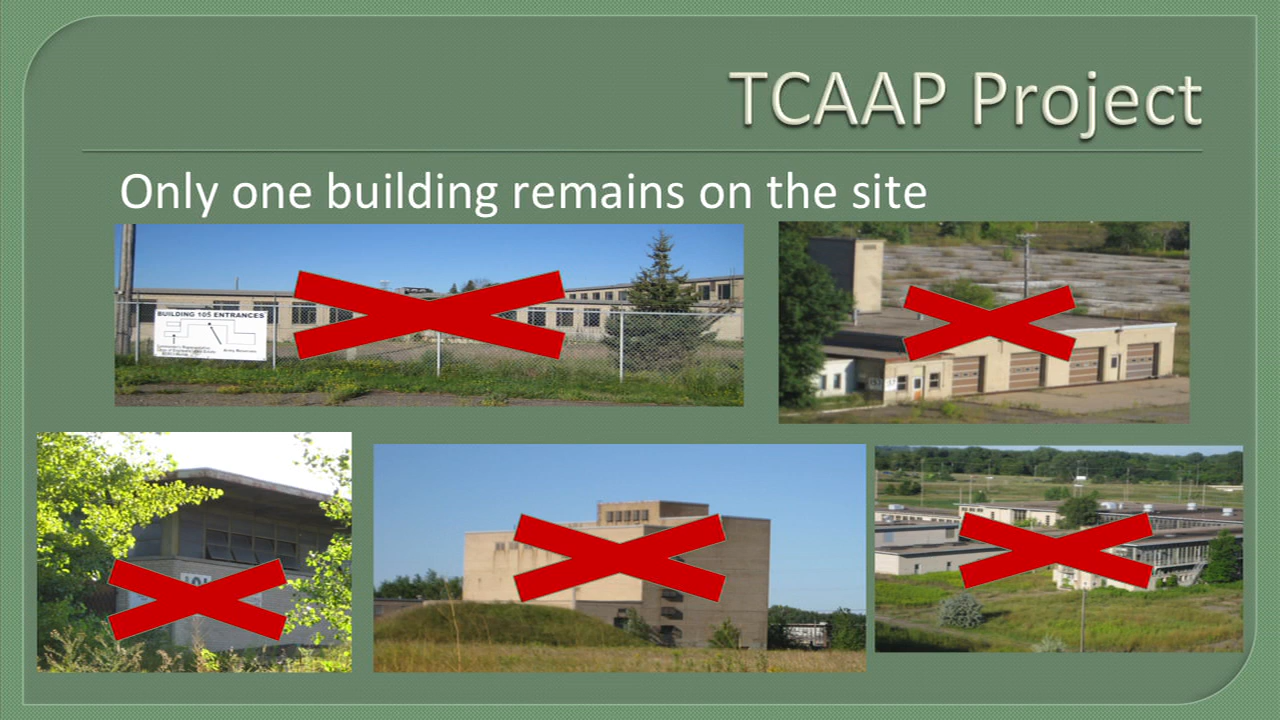 TCAAP Project
Only one building remains on the site
BUILDING 105 ENTRANCES